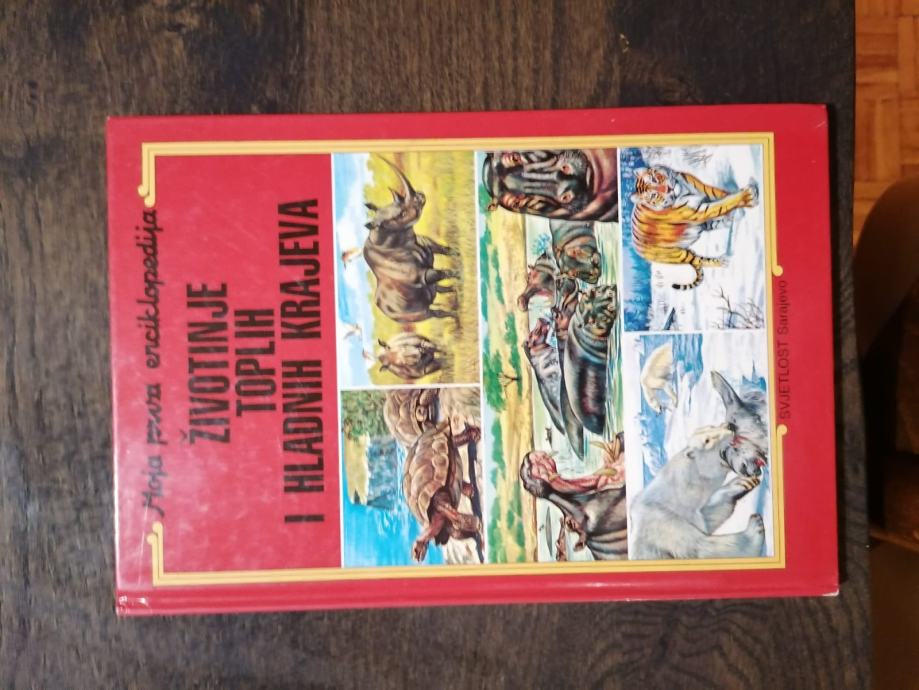 Moja prva enciklopedija
ŽIVOTINJE
TOPLIH
I HLADNIH KRAJEVA
SVJETLOST Sarajevo